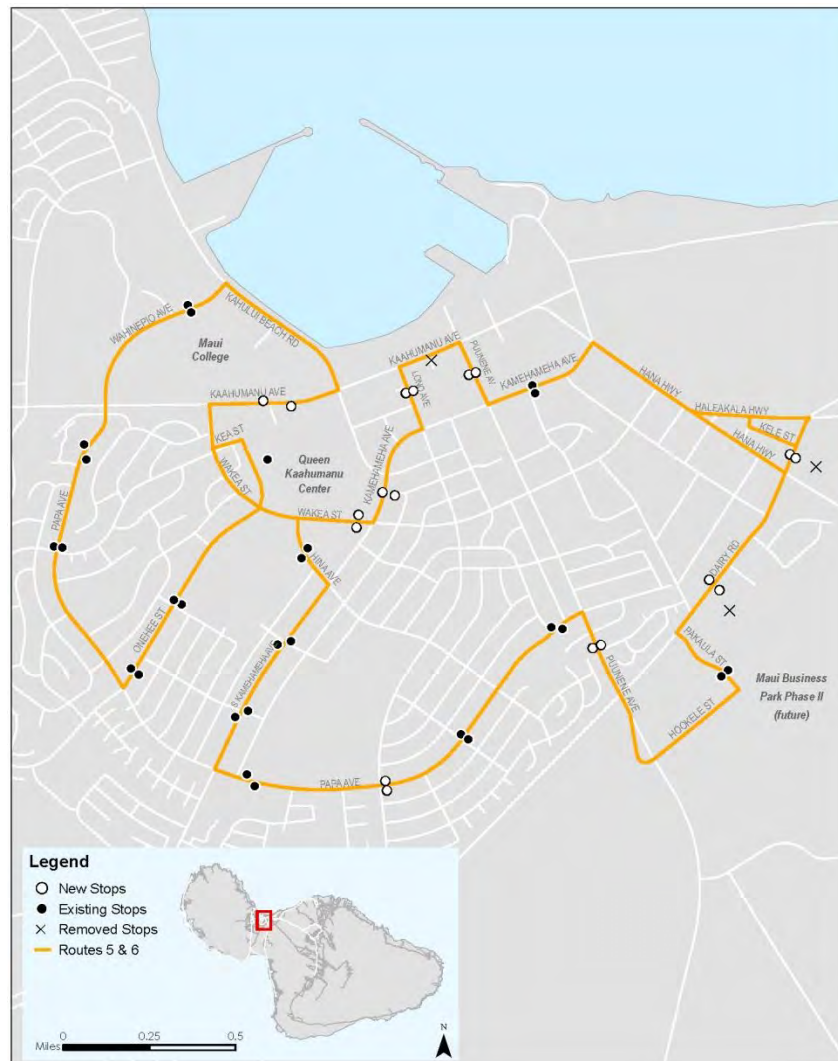 KAHULUI BEACH RD
WAHINEPIO AVE
Maui
College
KAAHUMANU AVE
PUUNENE AV
KAMEHAMEHA AVE
LONO AVE
HANA HWY
HALEAKALA HWY
KELE ST
HANA HWY
KAAHUMANU AVE
KEA ST
Queen
Kaahumanu
Center
KAMEHAMEHA AVE
WAKEA ST
WAKEA ST
PAPA AVE
HINA AVE
DAIRY RD
ONEHEE ST
S KAMEHAMEHA AVE
PAKAULA ST
PUUNENE AVE
Maui Business
Park Phase II
(future)
HOOKELE ST
PAPA AVE
Legend
New Stops
Existing Stops
Removed Stops
Routes 5 & 6
0 0.25 0.5
Miles
N